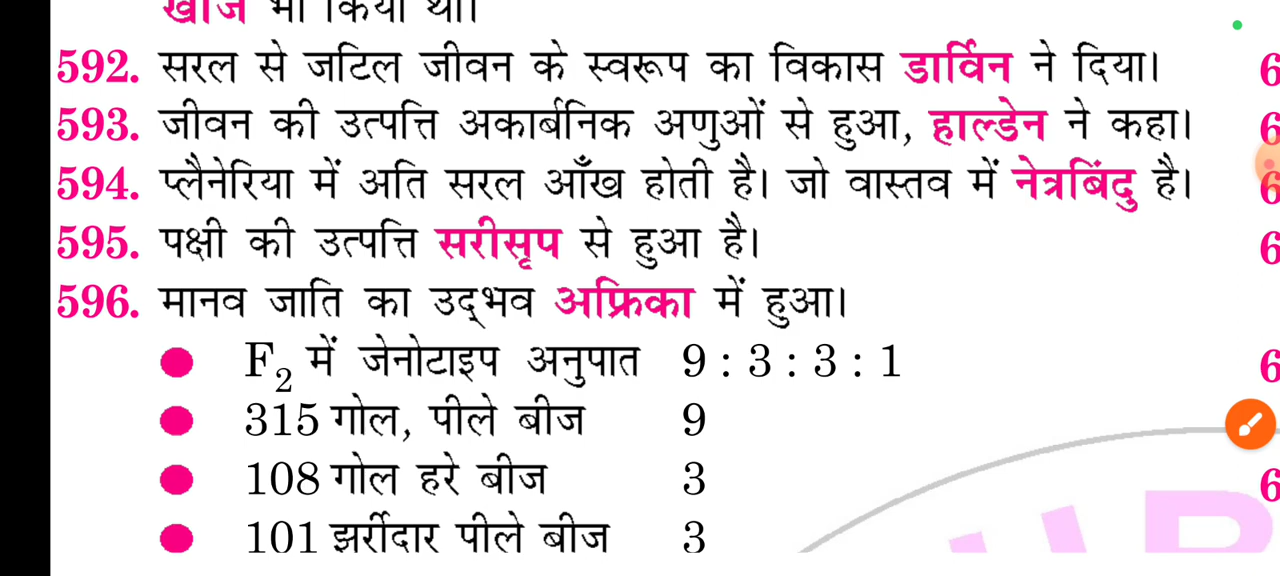 खोज भी किया था।
592. सरल से जटिल जीवन के स्वरूप का विकास डार्विन ने दिया।
593. जीवन की उत्पत्ति अकार्बनिक अणुओं से हुआ, हाल्डेन ने कहा।
594. प्लैनेरिया में अति सरल आँख होती है। जो वास्तव में नेत्रबिंदु है।
595. पक्षी की उत्पत्ति सरीसृप से हुआ है।
596. मानव जाति का उद्भव अफ्रिका में हुआ।
● F₂ में जेनोटाइप अनुपात 9 : 3 : 3 : 1
● 315 गोल, पीले बीज 9
● 108 गोल हरे बीज 3
● 101 झर्रीदार पीले बीज 3